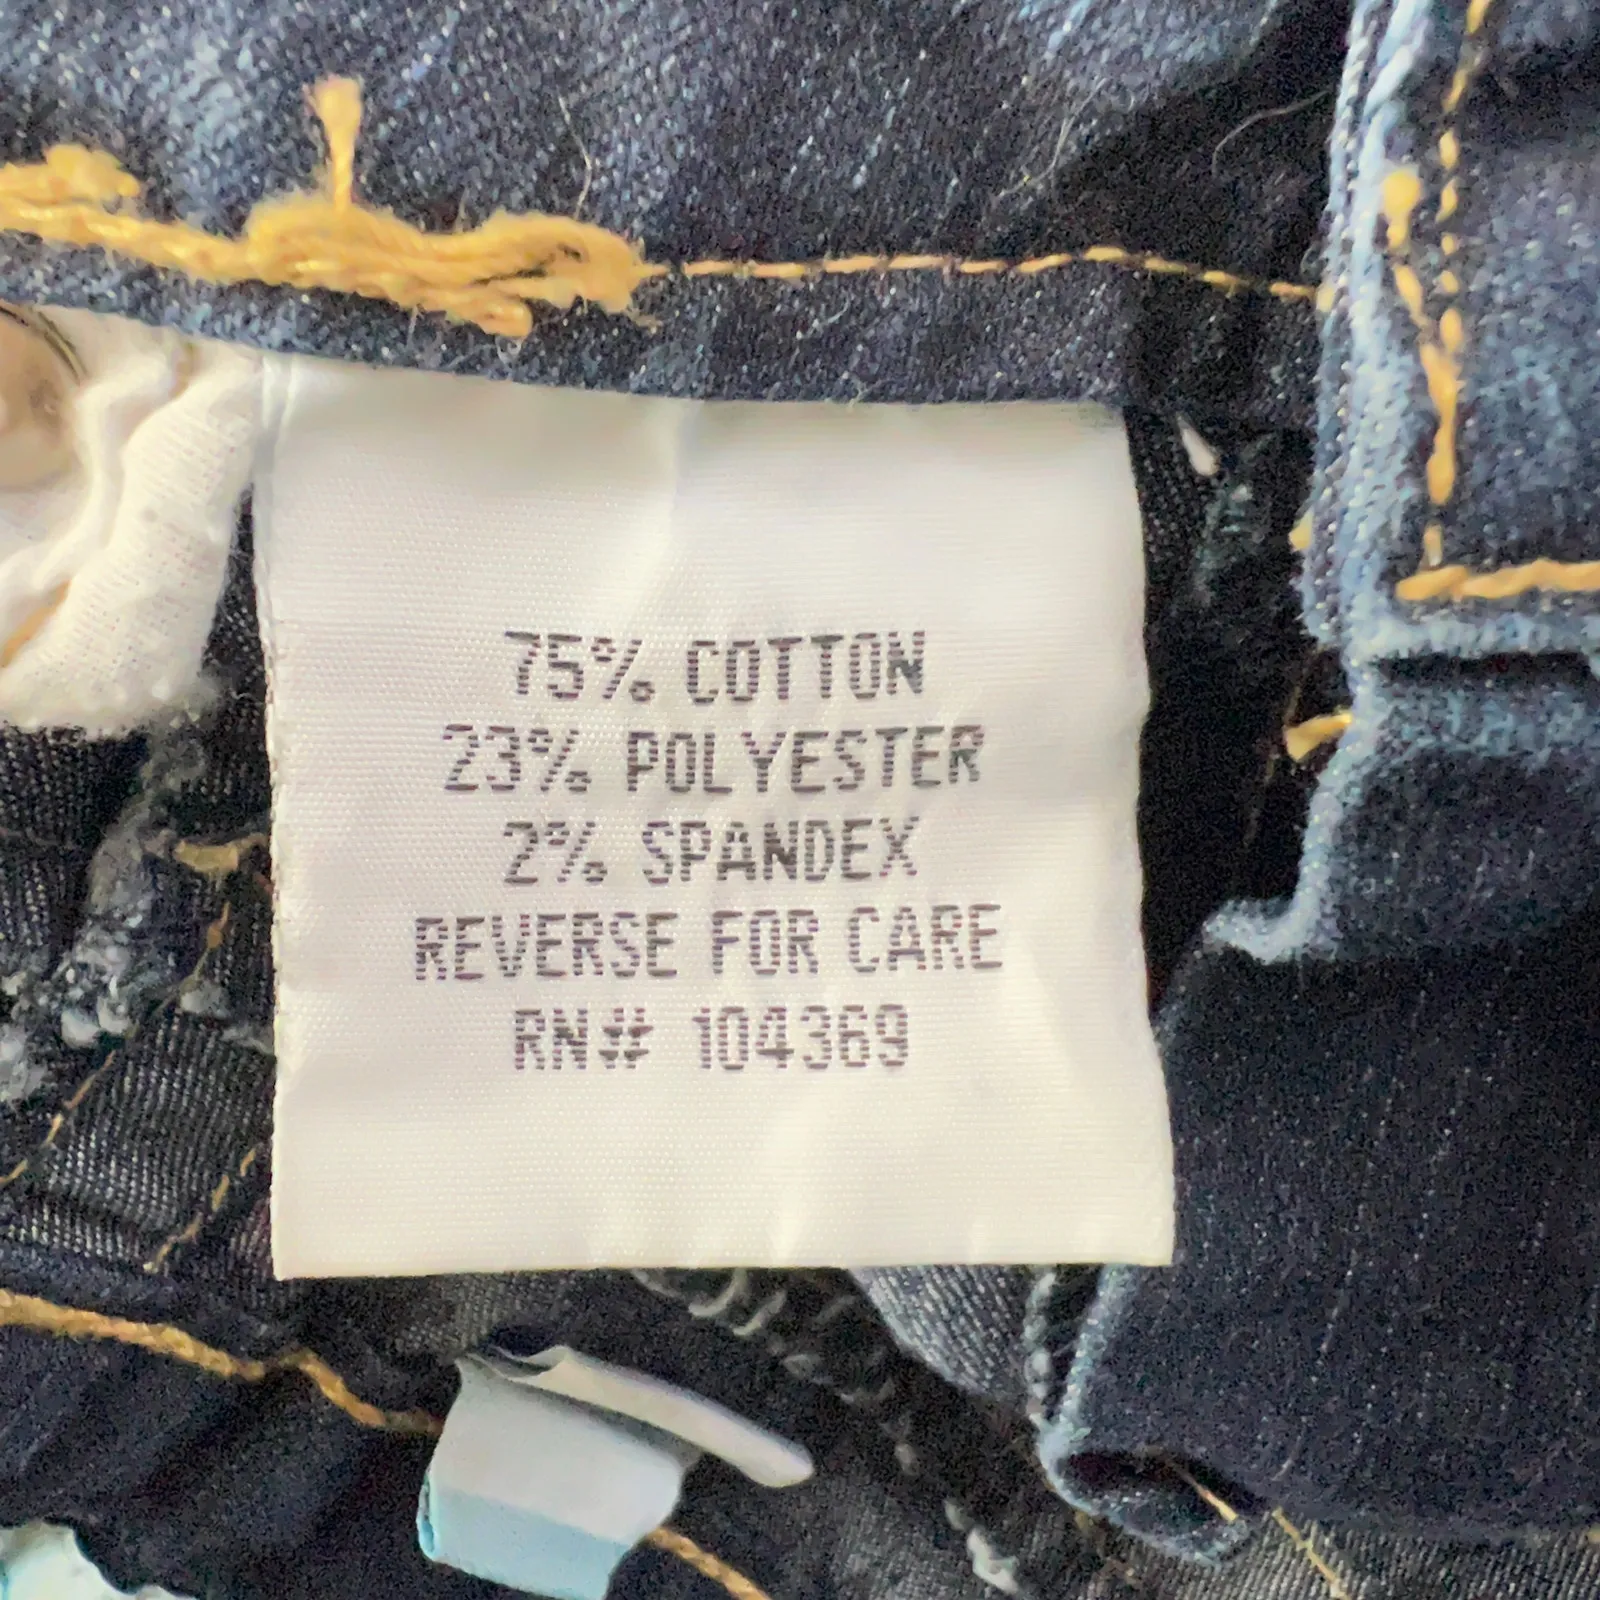 75% COTTON
23% POLYESTER
2% SPANDEX
REVERSE FOR CARE
RN# 104369